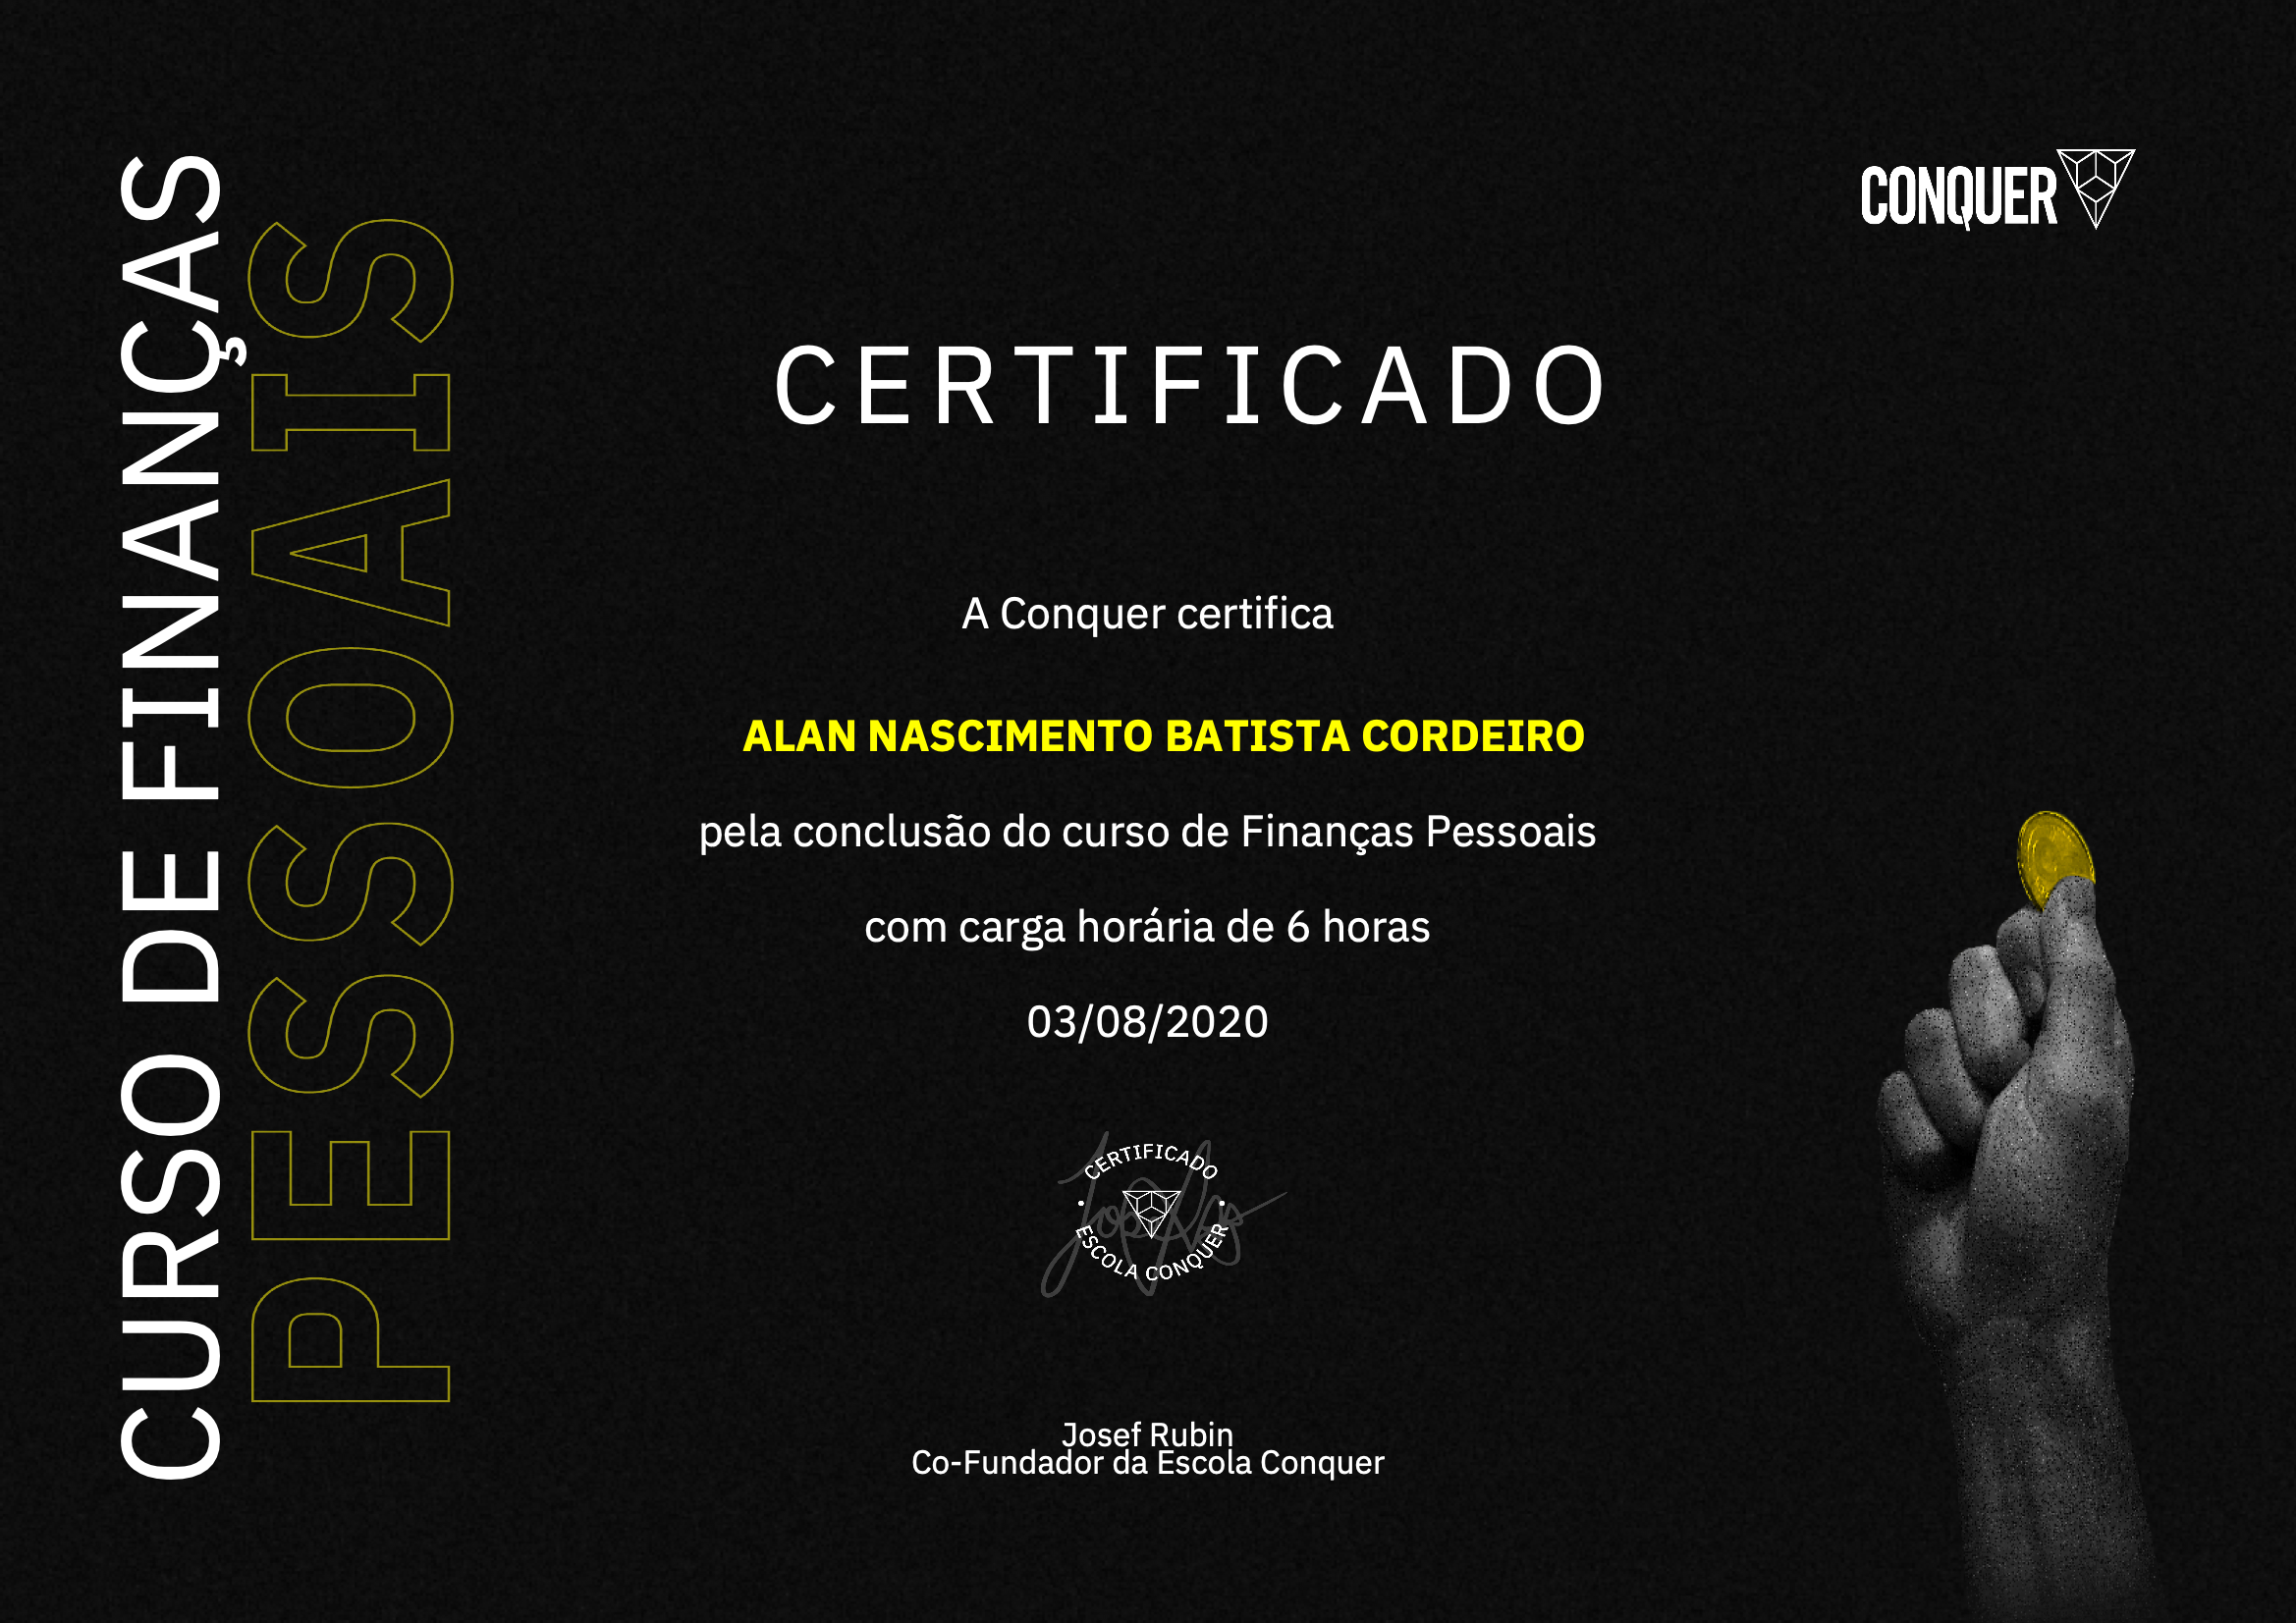 CURSO DE FINANÇAS
PESSOAIS
CONQUER
CERTIFICADO
A Conquer certifica
ALAN NASCIMENTO BATISTA CORDEIRO
pela conclusão do curso de Finanças Pessoais
com carga horária de 6 horas
03/08/2020
• CERTIFICADO •
ESCOLA CONQUER
Josef Rubin
Co-Fundador da Escola Conquer